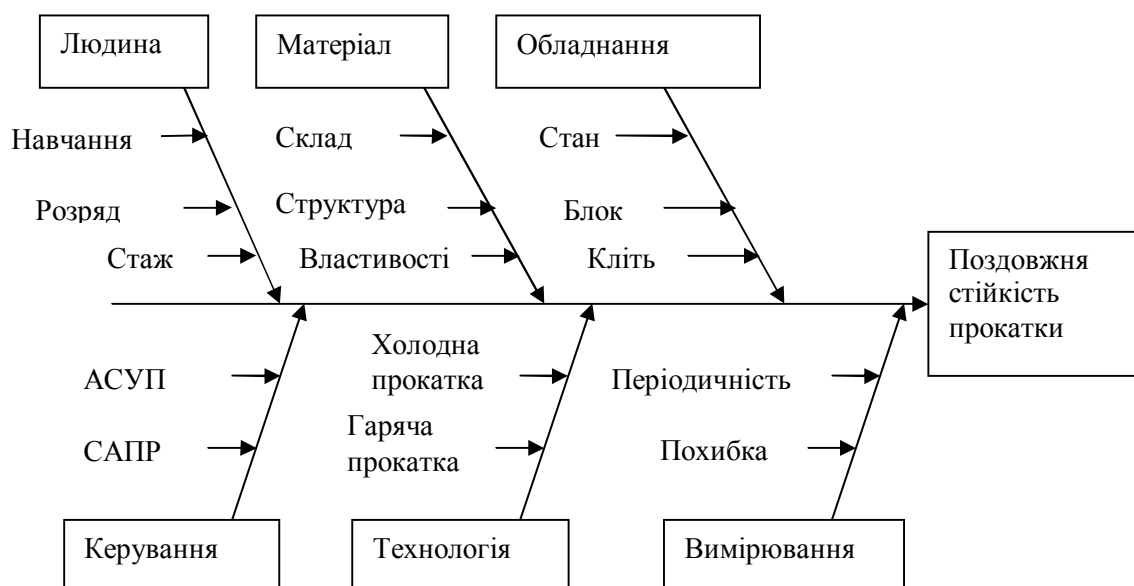 Людина
Матеріал
Обладнання
Навчання
Розряд
Стаж
Склад
Структура
Властивості
Стан
Блок
Кліть
Поздовжня
стійкість
прокатки
АСУП
САПР
Холодна
прокатка
Гаряча
прокатка
Періодичність
Похибка
Керування
Технологія
Вимірювання